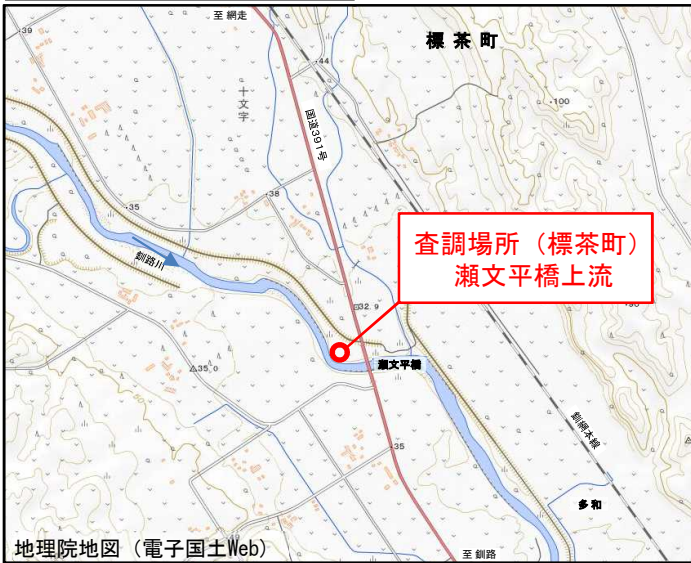 至 網走
標 茶 町
39
44
十文字
国道391号
100
38
35
釧路川
査調場所（標茶町）
瀬文平橋上流
32.9
瀬文平橋
35.0
35
釧網本線
多和
至 釧路
地理院地図（電子国土Web）